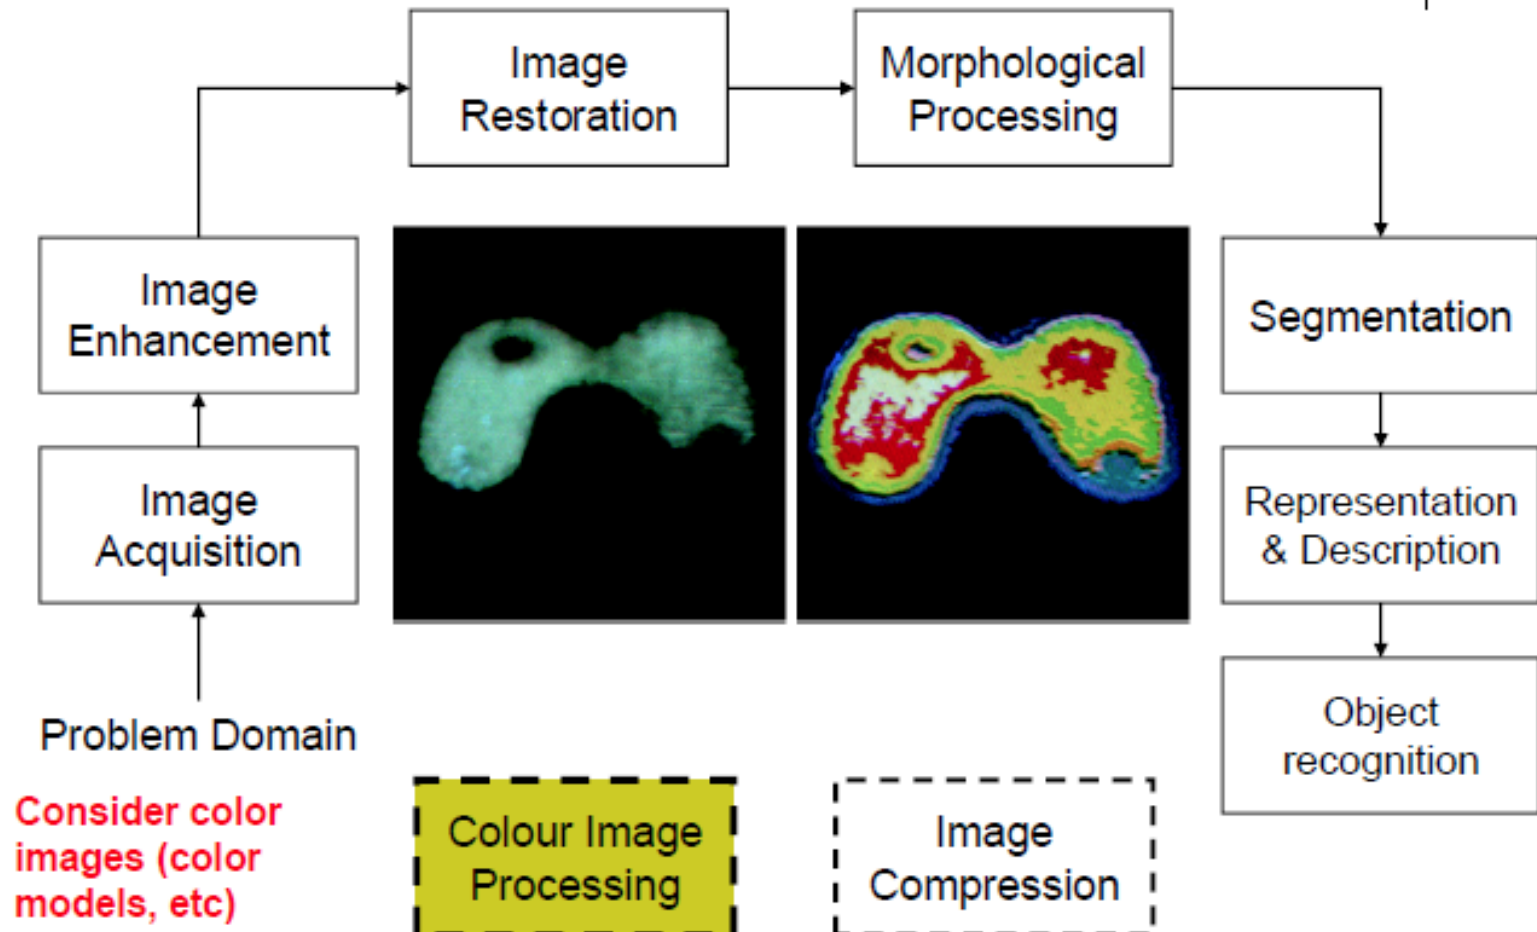 Image
Restoration
Morphological
Processing
Image
Enhancement
Segmentation
Image
Acquisition
Representation
& Description
Problem Domain
Object
recognition
Consider color
images (color
models, etc)
Colour Image
Processing
Image
Compression